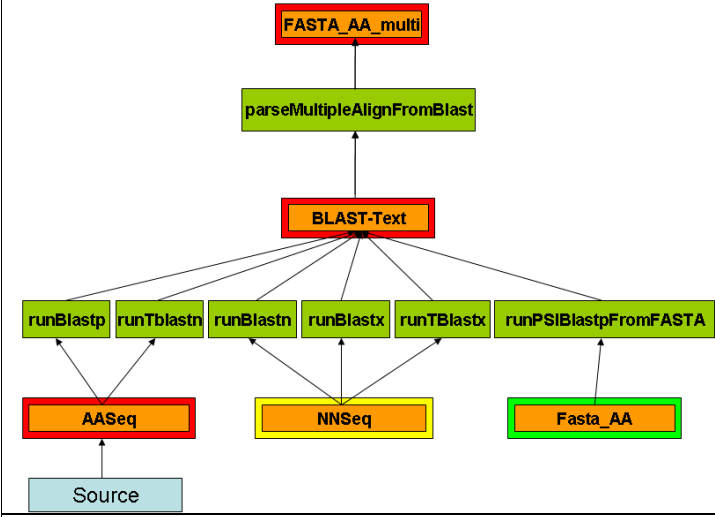 FASTA_AA_multi
parseMultipleAlignFromBlast
BLAST-Text
runBlastp runTblastn runBlastn runBlastx runTBlastx runPSIBlastpFromFASTA
AASeq NNSeq Fasta_AA
Source